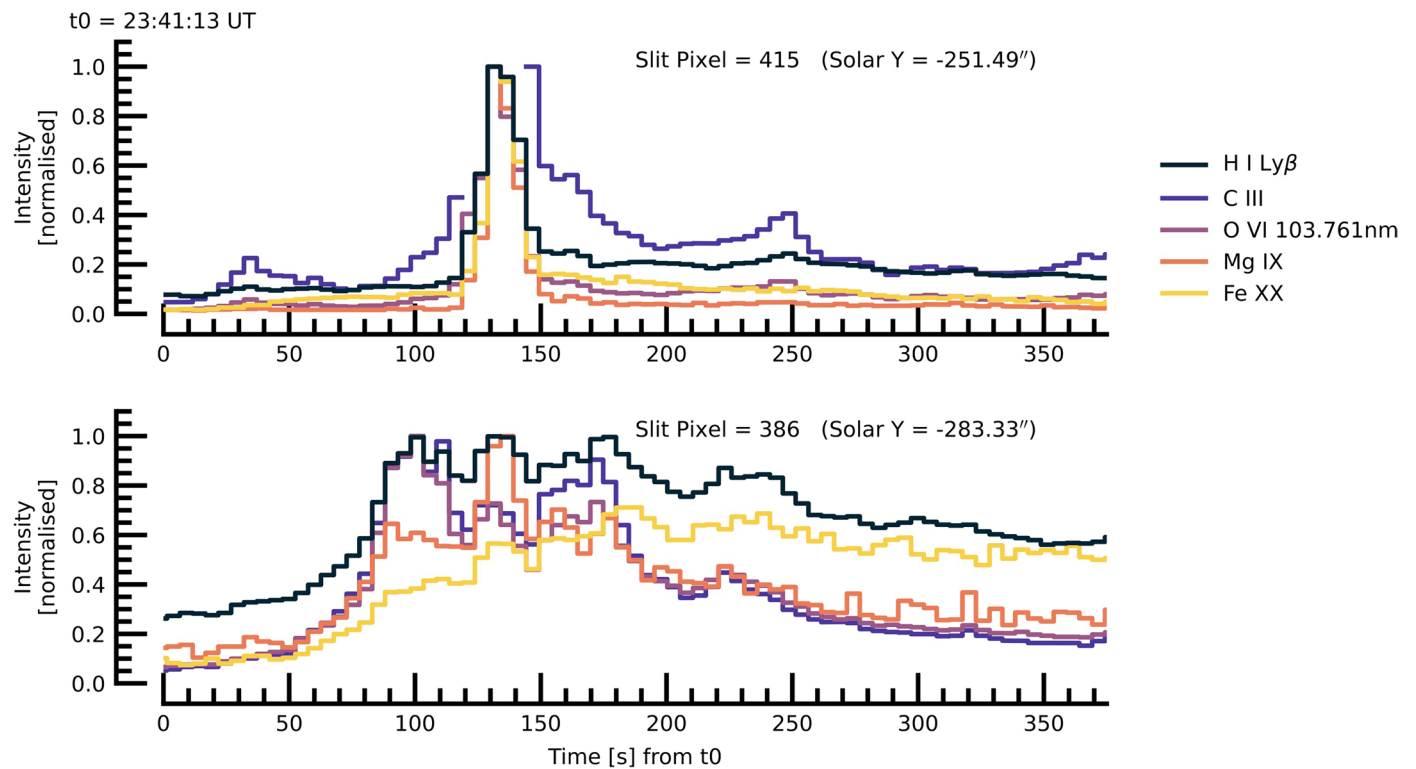 t0 = 23:41:13 UT
Slit Pixel = 415 (Solar Y = -251.49″)
Intensity
[normalised]
1.0
0.8
0.6
0.4
0.2
0.0
0 50 100 150 200 250 300 350
H I Lyβ
C III
O VI 103.761nm
Mg IX
Fe XX
Slit Pixel = 386 (Solar Y = -283.33″)
Intensity
[normalised]
1.0
0.8
0.6
0.4
0.2
0.0
0 50 100 150 200 250 300 350
Time [s] from t0